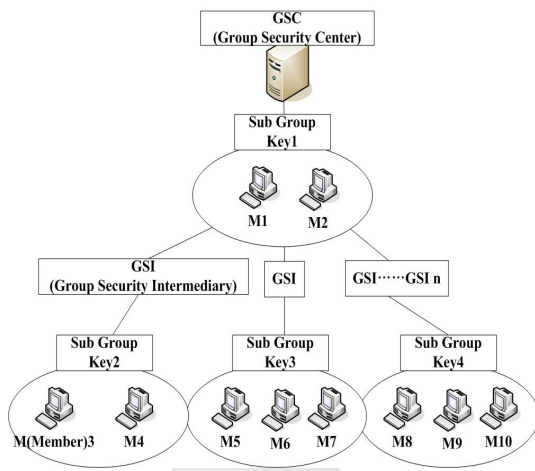 GSC
(Group Security Center)
Sub Group
Key1
M1
M2
GSI
(Group Security Intermediary)
GSI
GSI……GSI n
Sub Group
Key2
Sub Group
Key3
Sub Group
Key4
M(Member)3
M4
M5
M6
M7
M8
M9
M10